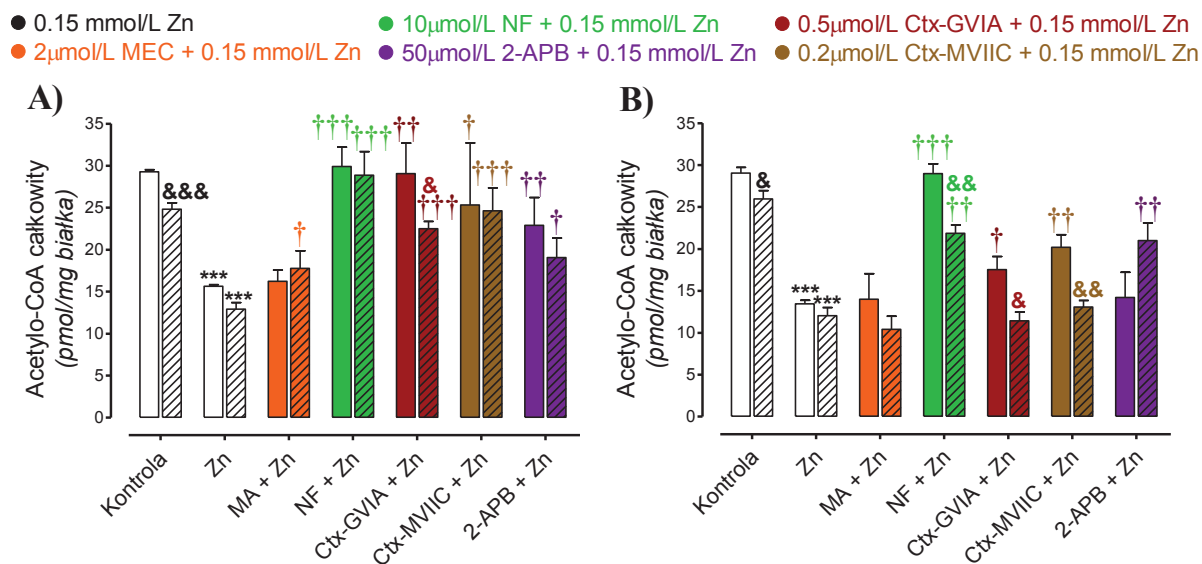 ● 0.15 mmol/L Zn ● 10μmol/L NF + 0.15 mmol/L Zn ● 0.5μmol/L Ctx-GVIA + 0.15 mmol/L Zn
● 2μmol/L MEC + 0.15 mmol/L Zn ● 50μmol/L 2-APB + 0.15 mmol/L Zn ● 0.2μmol/L Ctx-MVIIC + 0.15 mmol/L Zn
A)
Acetylo-CoA całkowity
(pmol/mg białka)
35
30
25
20
15
10
5
0
&&&
***
***
†
†††
†††
††
&
†††
†
†††
††
†
Kontrola
Zn
MA + Zn
NF + Zn
Ctx-GVIA + Zn
Ctx-MVIIC + Zn
2-APB + Zn
B)
Acetylo-CoA całkowity
(pmol/mg białka)
35
30
25
20
15
10
5
0
&
***
***
†††
&&
††
†
&
††
&&
††
Kontrola
Zn
MA + Zn
NF + Zn
Ctx-GVIA + Zn
Ctx-MVIIC + Zn
2-APB + Zn